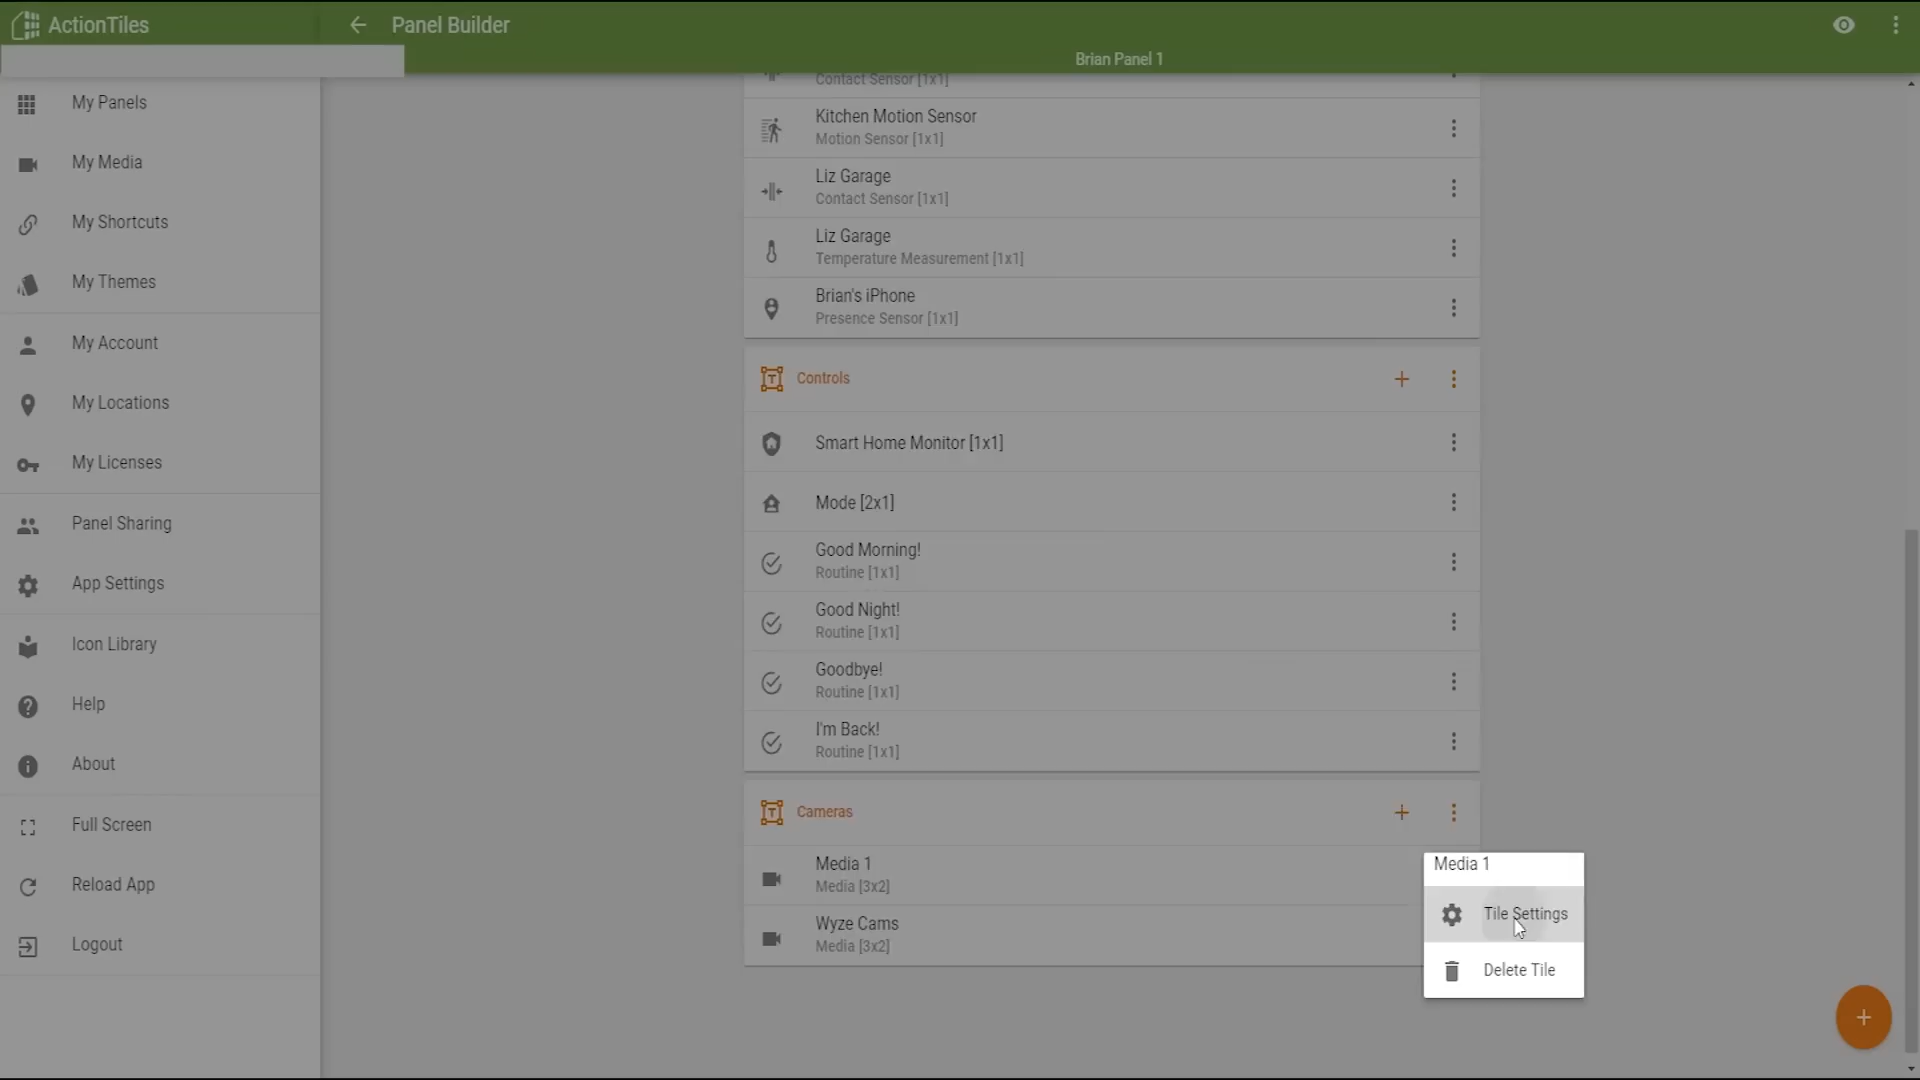 ActionTiles
Panel Builder
Brian Panel 1
My Panels
My Media
My Shortcuts
My Themes
My Account
My Locations
My Licenses
Panel Sharing
App Settings
Icon Library
Help
About
Full Screen
Reload App
Logout
Contact Sensor [1x1]
Kitchen Motion Sensor
Motion Sensor [1x1]
Liz Garage
Contact Sensor [1x1]
Liz Garage
Temperature Measurement [1x1]
Brian's iPhone
Presence Sensor [1x1]
Controls
Smart Home Monitor [1x1]
Mode [2x1]
Good Morning!
Routine [1x1]
Good Night!
Routine [1x1]
Goodbye!
Routine [1x1]
I'm Back!
Routine [1x1]
Cameras
Media 1
Media [3x2]
Wyze Cams
Media [3x2]
Media 1
Tile Settings
Delete Tile